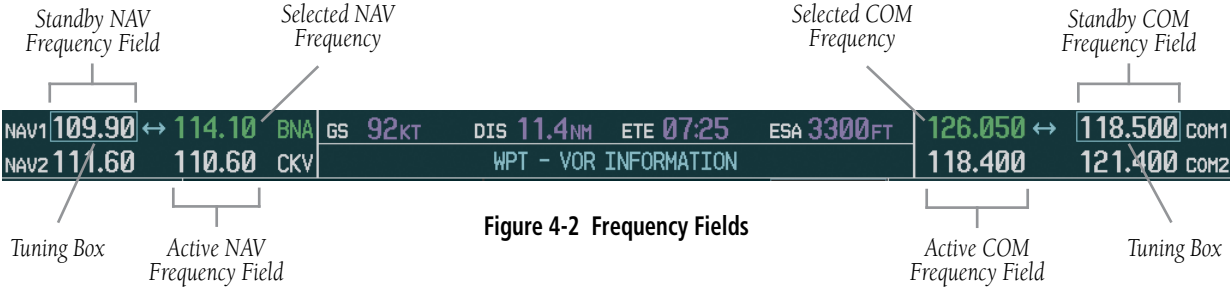 Standby NAV
Frequency Field
Selected NAV
Frequency
Selected COM
Frequency
Standby COM
Frequency Field
NAV1 109.90 ↔ 114.10 BNA GS 92KT DIS 11.4NM ETE 07:25 ESA 3300FT 126.050 ↔ 118.500 COM1
NAV2 111.60 110.60 CKV WPT - VOR INFORMATION 118.400 121.400 COM2
Figure 4-2 Frequency Fields
Tuning Box
Active NAV
Frequency Field
Active COM
Frequency Field
Tuning Box